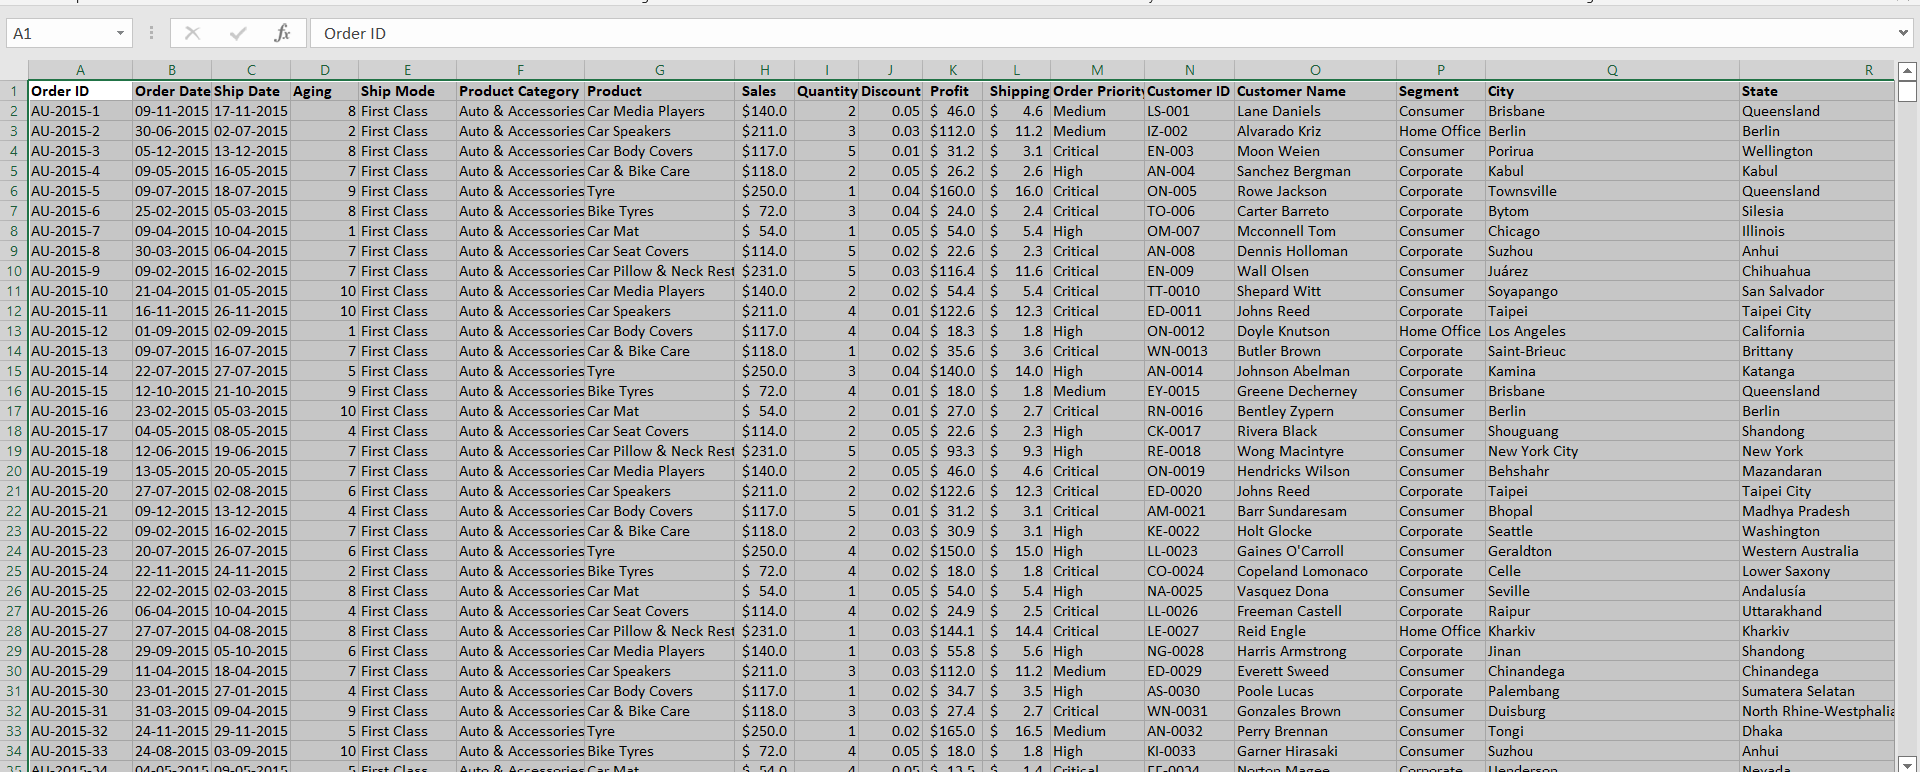 A1 fx Order ID
A B C D E F G H I J K L M N O P Q R
1 Order ID Order Date Ship Date Aging Ship Mode Product Category Product Sales Quantity Discount Profit Shipping Order Priority Customer ID Customer Name Segment City State
2 AU-2015-1 09-11-2015 17-11-2015 8 First Class Auto & Accessories Car Media Players $140.0 2 0.05 $ 46.0 $ 4.6 Medium LS-001 Lane Daniels Consumer Brisbane Queensland
3 AU-2015-2 30-06-2015 02-07-2015 2 First Class Auto & Accessories Car Speakers $211.0 3 0.03 $112.0 $ 11.2 Medium IZ-002 Alvarado Kriz Home Office Berlin Berlin
4 AU-2015-3 05-12-2015 13-12-2015 8 First Class Auto & Accessories Car Body Covers $117.0 5 0.01 $ 31.2 $ 3.1 Critical EN-003 Moon Weien Consumer Porirua Wellington
5 AU-2015-4 09-05-2015 16-05-2015 7 First Class Auto & Accessories Car & Bike Care $118.0 2 0.05 $ 26.2 $ 2.6 High AN-004 Sanchez Bergman Corporate Kabul Kabul
6 AU-2015-5 09-07-2015 18-07-2015 9 First Class Auto & Accessories Tyre $250.0 1 0.04 $160.0 $ 16.0 Critical ON-005 Rowe Jackson Corporate Townsville Queensland
7 AU-2015-6 25-02-2015 05-03-2015 8 First Class Auto & Accessories Bike Tyres $ 72.0 3 0.04 $ 24.0 $ 2.4 Critical TO-006 Carter Barreto Corporate Bytom Silesia
8 AU-2015-7 09-04-2015 10-04-2015 1 First Class Auto & Accessories Car Mat $ 54.0 1 0.05 $ 54.0 $ 5.4 High OM-007 Mcconnell Tom Consumer Chicago Illinois
9 AU-2015-8 30-03-2015 06-04-2015 7 First Class Auto & Accessories Car Seat Covers $114.0 5 0.02 $ 22.6 $ 2.3 Critical AN-008 Dennis Holloman Corporate Suzhou Anhui
10 AU-2015-9 09-02-2015 16-02-2015 7 First Class Auto & Accessories Car Pillow & Neck Rest $231.0 5 0.03 $116.4 $ 11.6 Critical EN-009 Wall Olsen Consumer Juárez Chihuahua
11 AU-2015-10 21-04-2015 01-05-2015 10 First Class Auto & Accessories Car Media Players $140.0 2 0.02 $ 54.4 $ 5.4 Critical TT-0010 Shepard Witt Consumer Soyapango San Salvador
12 AU-2015-11 16-11-2015 26-11-2015 10 First Class Auto & Accessories Car Speakers $211.0 4 0.01 $122.6 $ 12.3 Critical ED-0011 Johns Reed Corporate Taipei Taipei City
13 AU-2015-12 01-09-2015 02-09-2015 1 First Class Auto & Accessories Car Body Covers $117.0 4 0.04 $ 18.3 $ 1.8 High ON-0012 Doyle Knutson Home Office Los Angeles California
14 AU-2015-13 09-07-2015 16-07-2015 7 First Class Auto & Accessories Car & Bike Care $118.0 1 0.02 $ 35.6 $ 3.6 Critical WN-0013 Butler Brown Corporate Saint-Brieuc Brittany
15 AU-2015-14 22-07-2015 27-07-2015 5 First Class Auto & Accessories Tyre $250.0 3 0.04 $140.0 $ 14.0 High AN-0014 Johnson Abelman Corporate Kamina Katanga
16 AU-2015-15 12-10-2015 21-10-2015 9 First Class Auto & Accessories Bike Tyres $ 72.0 4 0.01 $ 18.0 $ 1.8 Medium EY-0015 Greene Decherney Consumer Brisbane Queensland
17 AU-2015-16 23-02-2015 05-03-2015 10 First Class Auto & Accessories Car Mat $ 54.0 2 0.01 $ 27.0 $ 2.7 Critical RN-0016 Bentley Zypern Consumer Berlin Berlin
18 AU-2015-17 04-05-2015 08-05-2015 4 First Class Auto & Accessories Car Seat Covers $114.0 2 0.05 $ 22.6 $ 2.3 High CK-0017 Rivera Black Consumer Shouguang Shandong
19 AU-2015-18 12-06-2015 19-06-2015 7 First Class Auto & Accessories Car Pillow & Neck Rest $231.0 5 0.05 $ 93.3 $ 9.3 High RE-0018 Wong Macintyre Consumer New York City New York
20 AU-2015-19 13-05-2015 20-05-2015 7 First Class Auto & Accessories Car Media Players $140.0 2 0.05 $ 46.0 $ 4.6 Critical ON-0019 Hendricks Wilson Consumer Behshahr Mazandaran
21 AU-2015-20 27-07-2015 02-08-2015 6 First Class Auto & Accessories Car Speakers $211.0 2 0.02 $122.6 $ 12.3 Critical ED-0020 Johns Reed Corporate Taipei Taipei City
22 AU-2015-21 09-12-2015 13-12-2015 4 First Class Auto & Accessories Car Body Covers $117.0 5 0.01 $ 31.2 $ 3.1 Critical AM-0021 Barr Sundaresam Consumer Bhopal Madhya Pradesh
23 AU-2015-22 09-02-2015 16-02-2015 7 First Class Auto & Accessories Car & Bike Care $118.0 2 0.03 $ 30.9 $ 3.1 High KE-0022 Holt Glocke Corporate Seattle Washington
24 AU-2015-23 20-07-2015 26-07-2015 6 First Class Auto & Accessories Tyre $250.0 4 0.02 $150.0 $ 15.0 High LL-0023 Gaines O'Carroll Consumer Geraldton Western Australia
25 AU-2015-24 22-11-2015 24-11-2015 2 First Class Auto & Accessories Bike Tyres $ 72.0 4 0.02 $ 18.0 $ 1.8 Critical CO-0024 Copeland Lomonaco Corporate Celle Lower Saxony
26 AU-2015-25 22-02-2015 02-03-2015 8 First Class Auto & Accessories Car Mat $ 54.0 1 0.05 $ 54.0 $ 5.4 High NA-0025 Vasquez Dona Consumer Seville Andalusía
27 AU-2015-26 06-04-2015 10-04-2015 4 First Class Auto & Accessories Car Seat Covers $114.0 4 0.02 $ 24.9 $ 2.5 Critical LL-0026 Freeman Castell Corporate Raipur Uttarakhand
28 AU-2015-27 27-07-2015 04-08-2015 8 First Class Auto & Accessories Car Pillow & Neck Rest $231.0 1 0.03 $144.1 $ 14.4 Critical LE-0027 Reid Engle Home Office Kharkiv Kharkiv
29 AU-2015-28 29-09-2015 05-10-2015 6 First Class Auto & Accessories Car Media Players $140.0 1 0.03 $ 55.8 $ 5.6 High NG-0028 Harris Armstrong Corporate Jinan Shandong
30 AU-2015-29 11-04-2015 18-04-2015 7 First Class Auto & Accessories Car Speakers $211.0 3 0.03 $112.0 $ 11.2 Medium ED-0029 Everett Sweed Consumer Chinandega Chinandega
31 AU-2015-30 23-01-2015 27-01-2015 4 First Class Auto & Accessories Car Body Covers $117.0 1 0.02 $ 34.7 $ 3.5 High AS-0030 Poole Lucas Corporate Palembang Sumatera Selatan
32 AU-2015-31 31-03-2015 09-04-2015 9 First Class Auto & Accessories Car & Bike Care $118.0 3 0.03 $ 27.4 $ 2.7 Critical WN-0031 Gonzales Brown Consumer Duisburg North Rhine-Westphalia
33 AU-2015-32 24-11-2015 29-11-2015 5 First Class Auto & Accessories Tyre $250.0 1 0.02 $165.0 $ 16.5 Medium AN-0032 Perry Brennan Consumer Tongi Dhaka
34 AU-2015-33 24-08-2015 03-09-2015 10 First Class Auto & Accessories Bike Tyres $ 72.0 4 0.05 $ 18.0 $ 1.8 High KI-0033 Garner Hirasaki Consumer Suzhou Anhui
35 AU-2015-34 04-05-2015 09-05-2015 5 First Class Auto & Accessories Car Mat $ 54.0 4 0.05 $ 13.5 $ 1.4 Critical EE-0034 Norton Magee Corporate Henderson Nevada